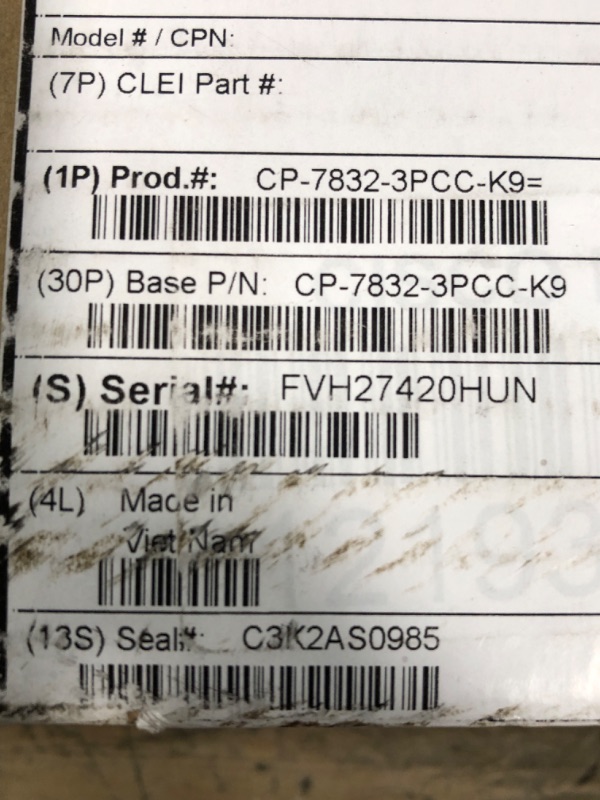 Model # / CPN:
(7P) CLEI Part #:
(1P) Prod.#: CP-7832-3PCC-K9=
(30P) Base P/N: CP-7832-3PCC-K9
(S) Serial#: FVH27420HUN
(4L) Made in
Viet Nam
(13S) Seal#: C3K2AS0985